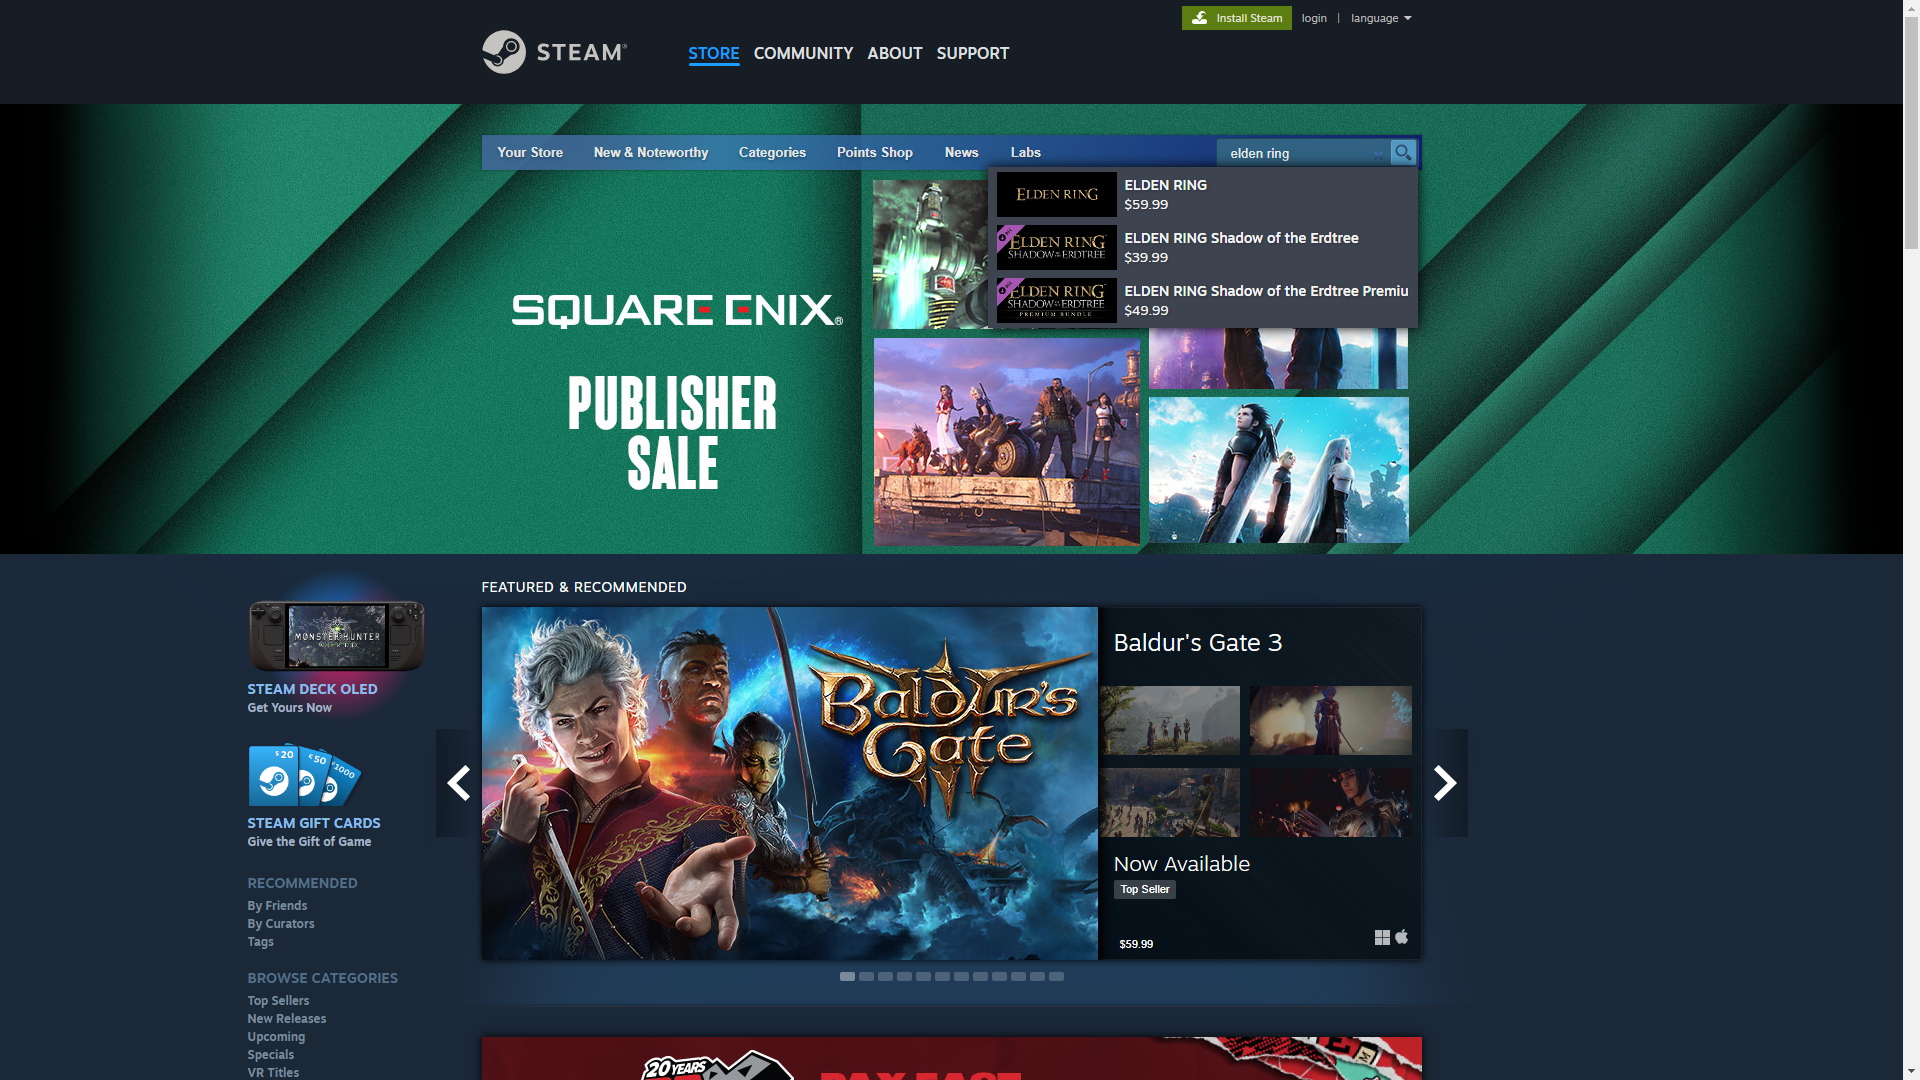 Install Steam
login | language
STEAM®
STORE COMMUNITY ABOUT SUPPORT
Your Store New & Noteworthy Categories Points Shop News Labs
elden ring
ELDEN RING
ELDEN RING
$59.99
ELDEN RING
SHADOW OF THE ERDTREE
ELDEN RING Shadow of the Erdtree
$39.99
ELDEN RING
SHADOW OF THE ERDTREE
PREMIUM BUNDLE
ELDEN RING Shadow of the Erdtree Premiu
$49.99
SQUARE ENIX®
PUBLISHER
SALE
FEATURED & RECOMMENDED
MONSTER HUNTER
STEAM DECK OLED
Get Yours Now
$20
€50
1000
STEAM GIFT CARDS
Give the Gift of Game
RECOMMENDED
By Friends
By Curators
Tags
BROWSE CATEGORIES
Top Sellers
New Releases
Upcoming
Specials
VR Titles
Baldur's
Gate
Baldur's Gate 3
Now Available
Top Seller
$59.99
20 YEARS
PAX EAST